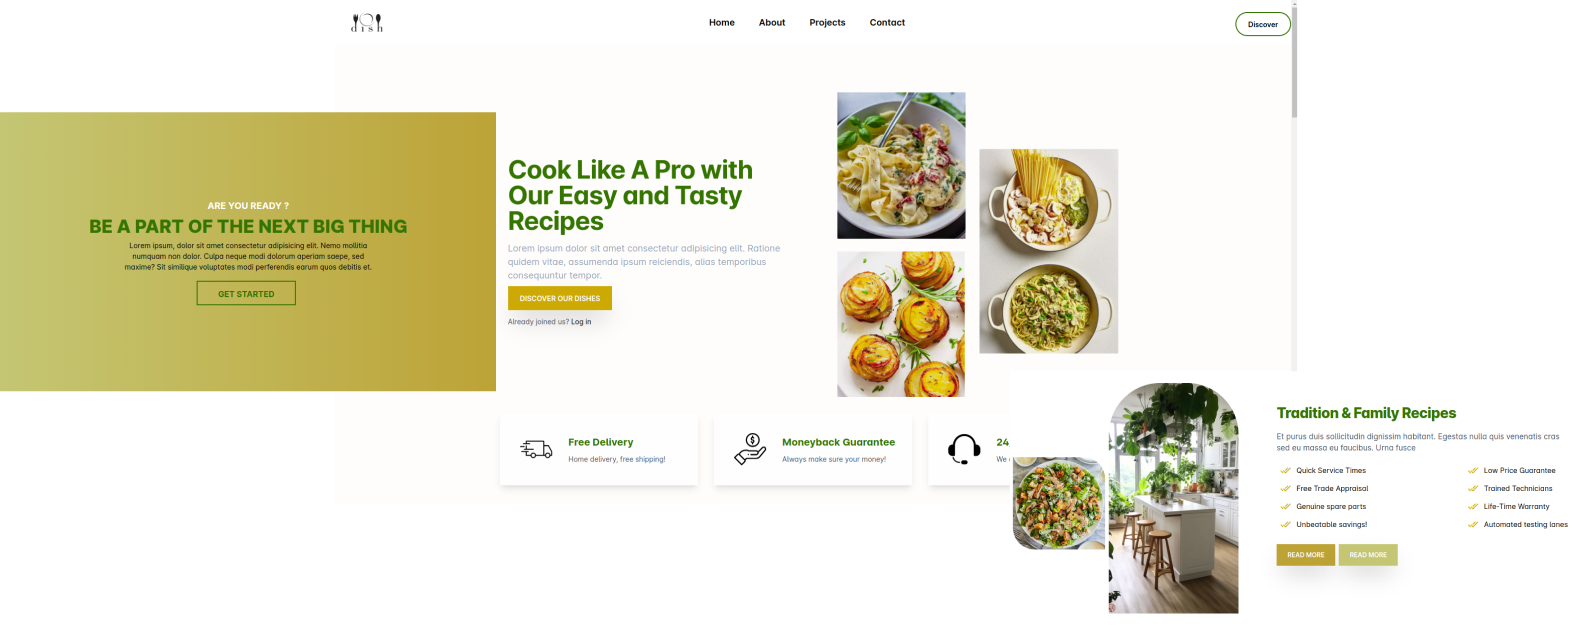 dish
Home
About
Projects
Contact
Discover
ARE YOU READY ?
BE A PART OF THE NEXT BIG THING
Lorem ipsum, dolor sit amet consectetur adipisicing elit. Nemo mollitia
numquam non dolor. Culpa neque modi dolorum aperiam saepe, sed
maxime? Sit similique voluptates modi perferendis earum quos debitis et.
GET STARTED
Cook Like A Pro with
Our Easy and Tasty
Recipes
Lorem ipsum dolor sit amet consectetur adipisicing elit. Ratione
quidem vitae, assumenda ipsum reiciendis, alias temporibus
consequuntur tempor.
DISCOVER OUR DISHES
Already joined us? Log in
Free Delivery
Home delivery, free shipping!
Moneyback Guarantee
Always make sure your money!
24
We
Tradition & Family Recipes
Et purus duis sollicitudin dignissim habitant. Egestas nulla quis venenatis cras
sed eu massa eu faucibus. Urna fusce
Quick Service Times
Low Price Guarantee
Free Trade Appraisal
Trained Technicians
Genuine spare parts
Life-Time Warranty
Unbeatable savings!
Automated testing lanes
READ MORE
READ MORE